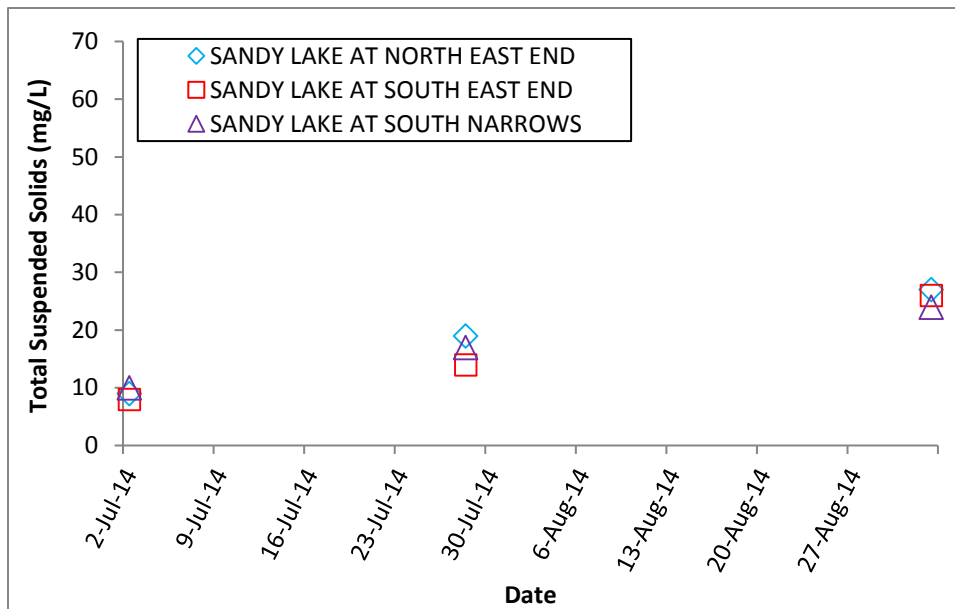 Total Suspended Solids (mg/L)
70
60
50
40
30
20
10
0
SANDY LAKE AT NORTH EAST END
SANDY LAKE AT SOUTH EAST END
SANDY LAKE AT SOUTH NARROWS
2-Jul-14
9-Jul-14
16-Jul-14
23-Jul-14
30-Jul-14
6-Aug-14
13-Aug-14
20-Aug-14
27-Aug-14
Date